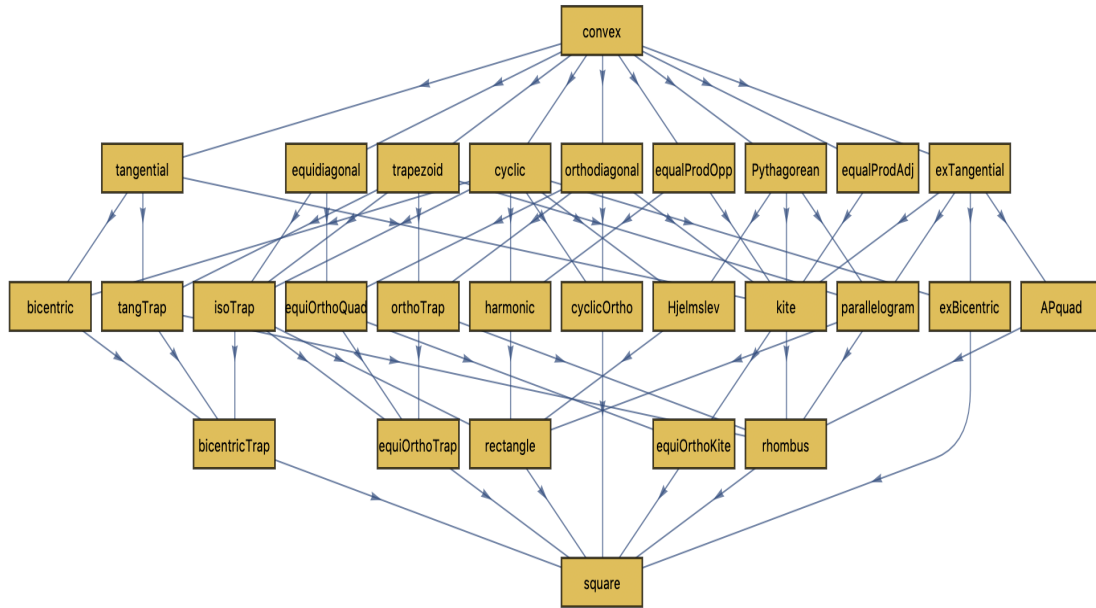 convex
tangential
equidiagonal
trapezoid
cyclic
orthodiagonal
equalProdOpp
Pythagorean
equalProdAdj
exTangential
bicentric
tangTrap
isoTrap
equiOrthoQuad
orthoTrap
harmonic
cyclicOrtho
Hjelmslev
kite
parallelogram
exBicentric
APquad
bicentricTrap
equiOrthoTrap
rectangle
equiOrthoKite
rhombus
square